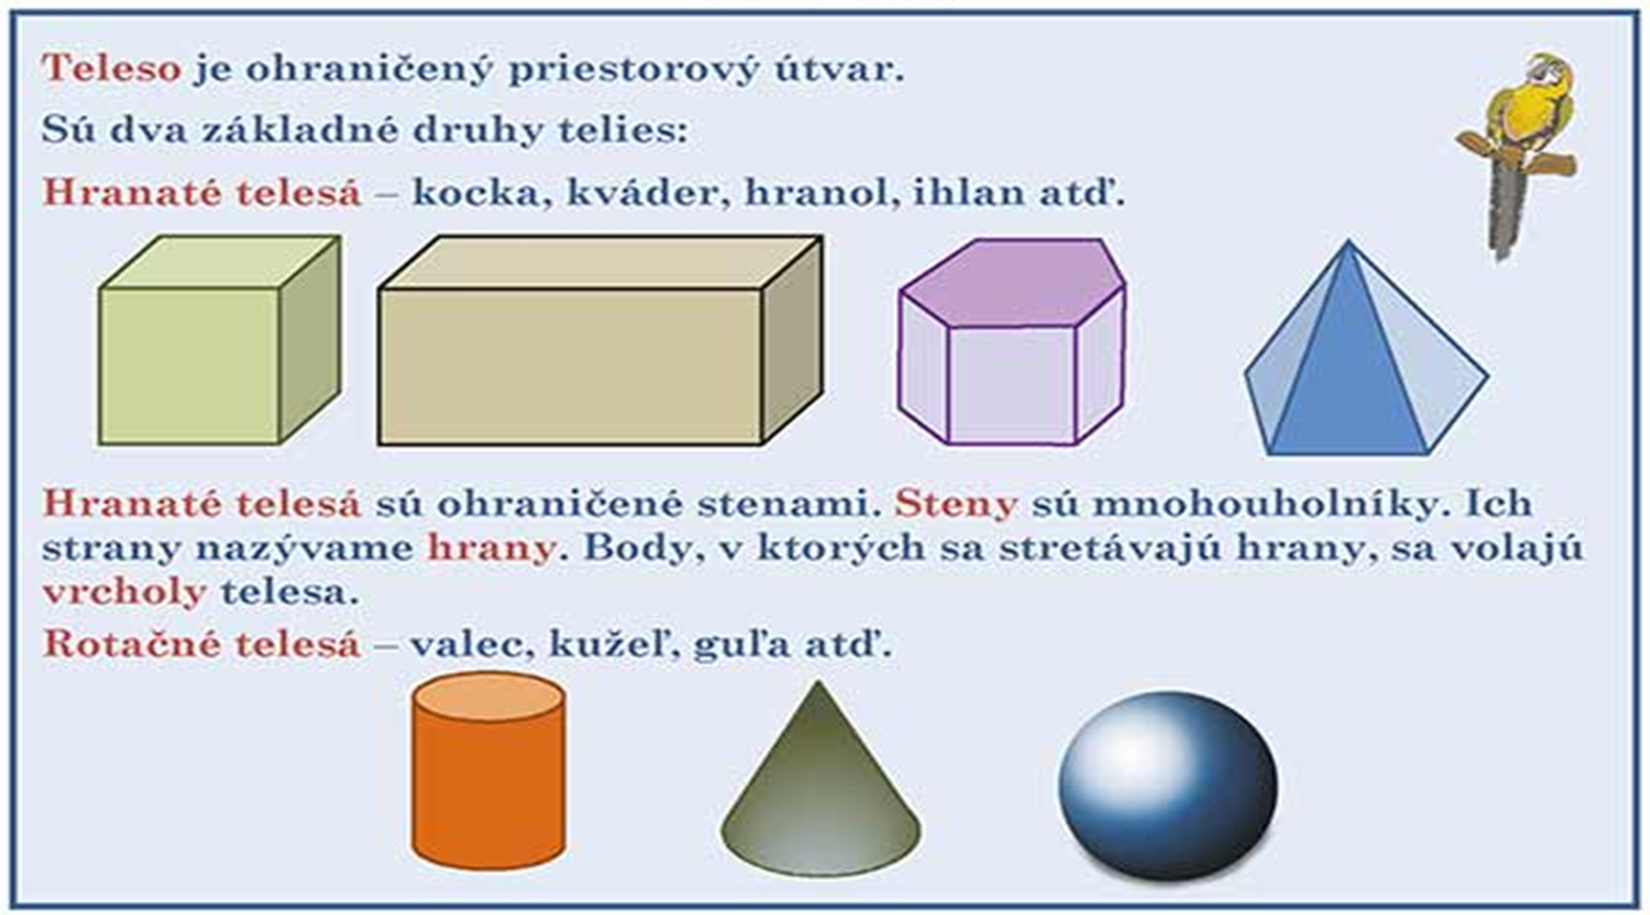 Teleso je ohraničený priestorový útvar.
Sú dva základné druhy telies:
Hranaté telesá – kocka, kváder, hranol, ihlan atď.
Hranaté telesá sú ohraničené stenami. Steny sú mnohouholníky. Ich
strany nazývame hrany. Body, v ktorých sa stretávajú hrany, sa volajú
vrcholy telesa.
Rotačné telesá – valec, kužeľ, guľa atď.